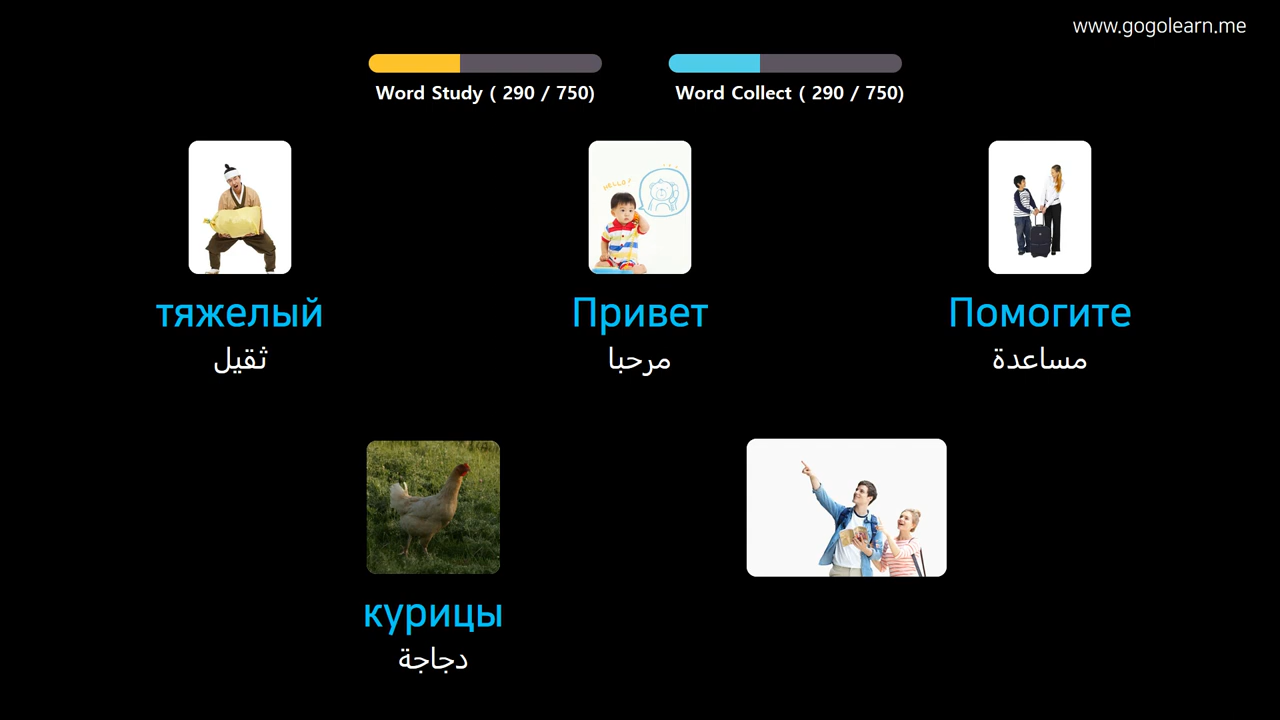 www.gogolearn.me
Word Study ( 290 / 750)
Word Collect ( 290 / 750)
HELLO!
тяжелый
ثقيل
Привет
مرحبا
Помогите
مساعدة
курицы
دجاجة